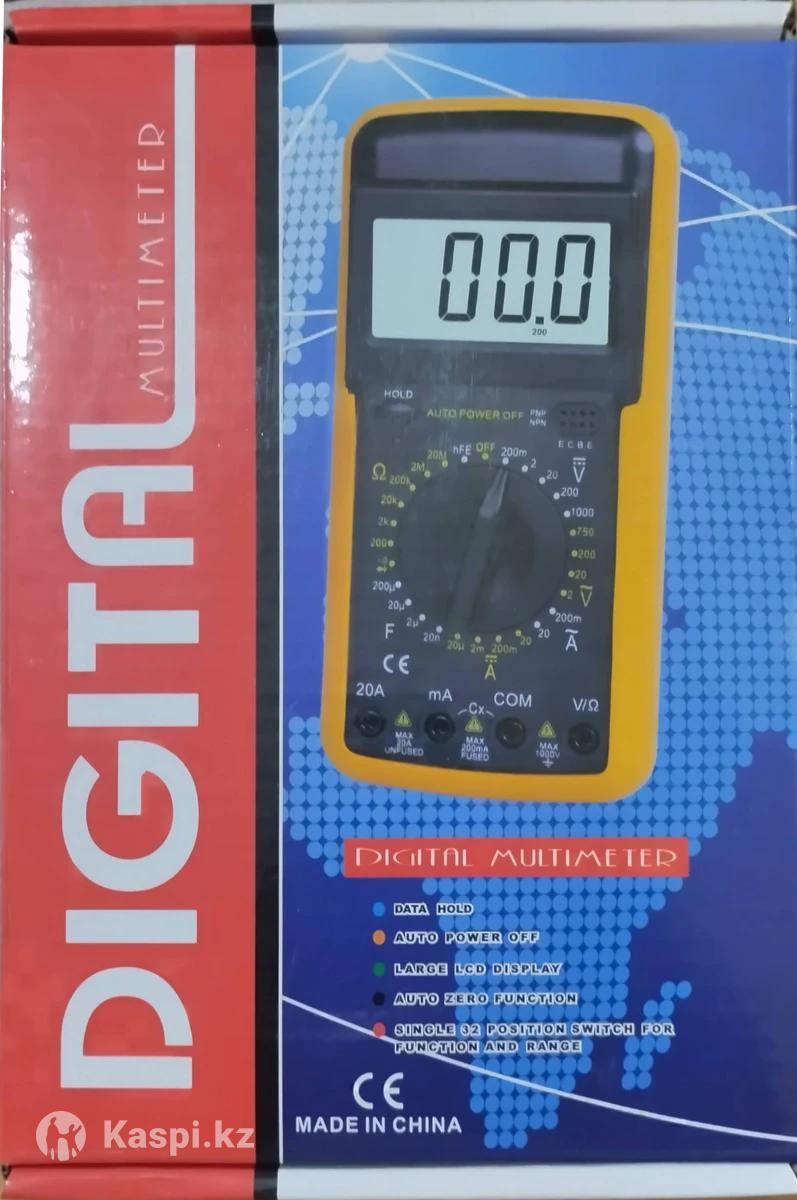 DIGITAL
MULTIMETER
00.0
200
HOLD
AUTO POWER OFF
PNP
NPN
E C B E
OFF
200m
2
20
200
1000
V
750
200
20
2
V
200m
20
A
20
200m
2m
20µ
A
20n
2µ
20µ
200µ
F
200
2k
20k
200k
2M
20M
Ω
hFE
CE
20A
mA
COM
V/Ω
Cx
MAX
20A
UNFUSED
MAX
200mA
FUSED
MAX
1000V
DIGITAL MULTIMETER
DATA HOLD
AUTO POWER OFF
LARGE LCD DISPLAY
AUTO ZERO FUNCTION
SINGLE 32 POSITION SWITCH FOR
FUNCTION AND RANGE
CE
MADE IN CHINA
Kaspi.kz